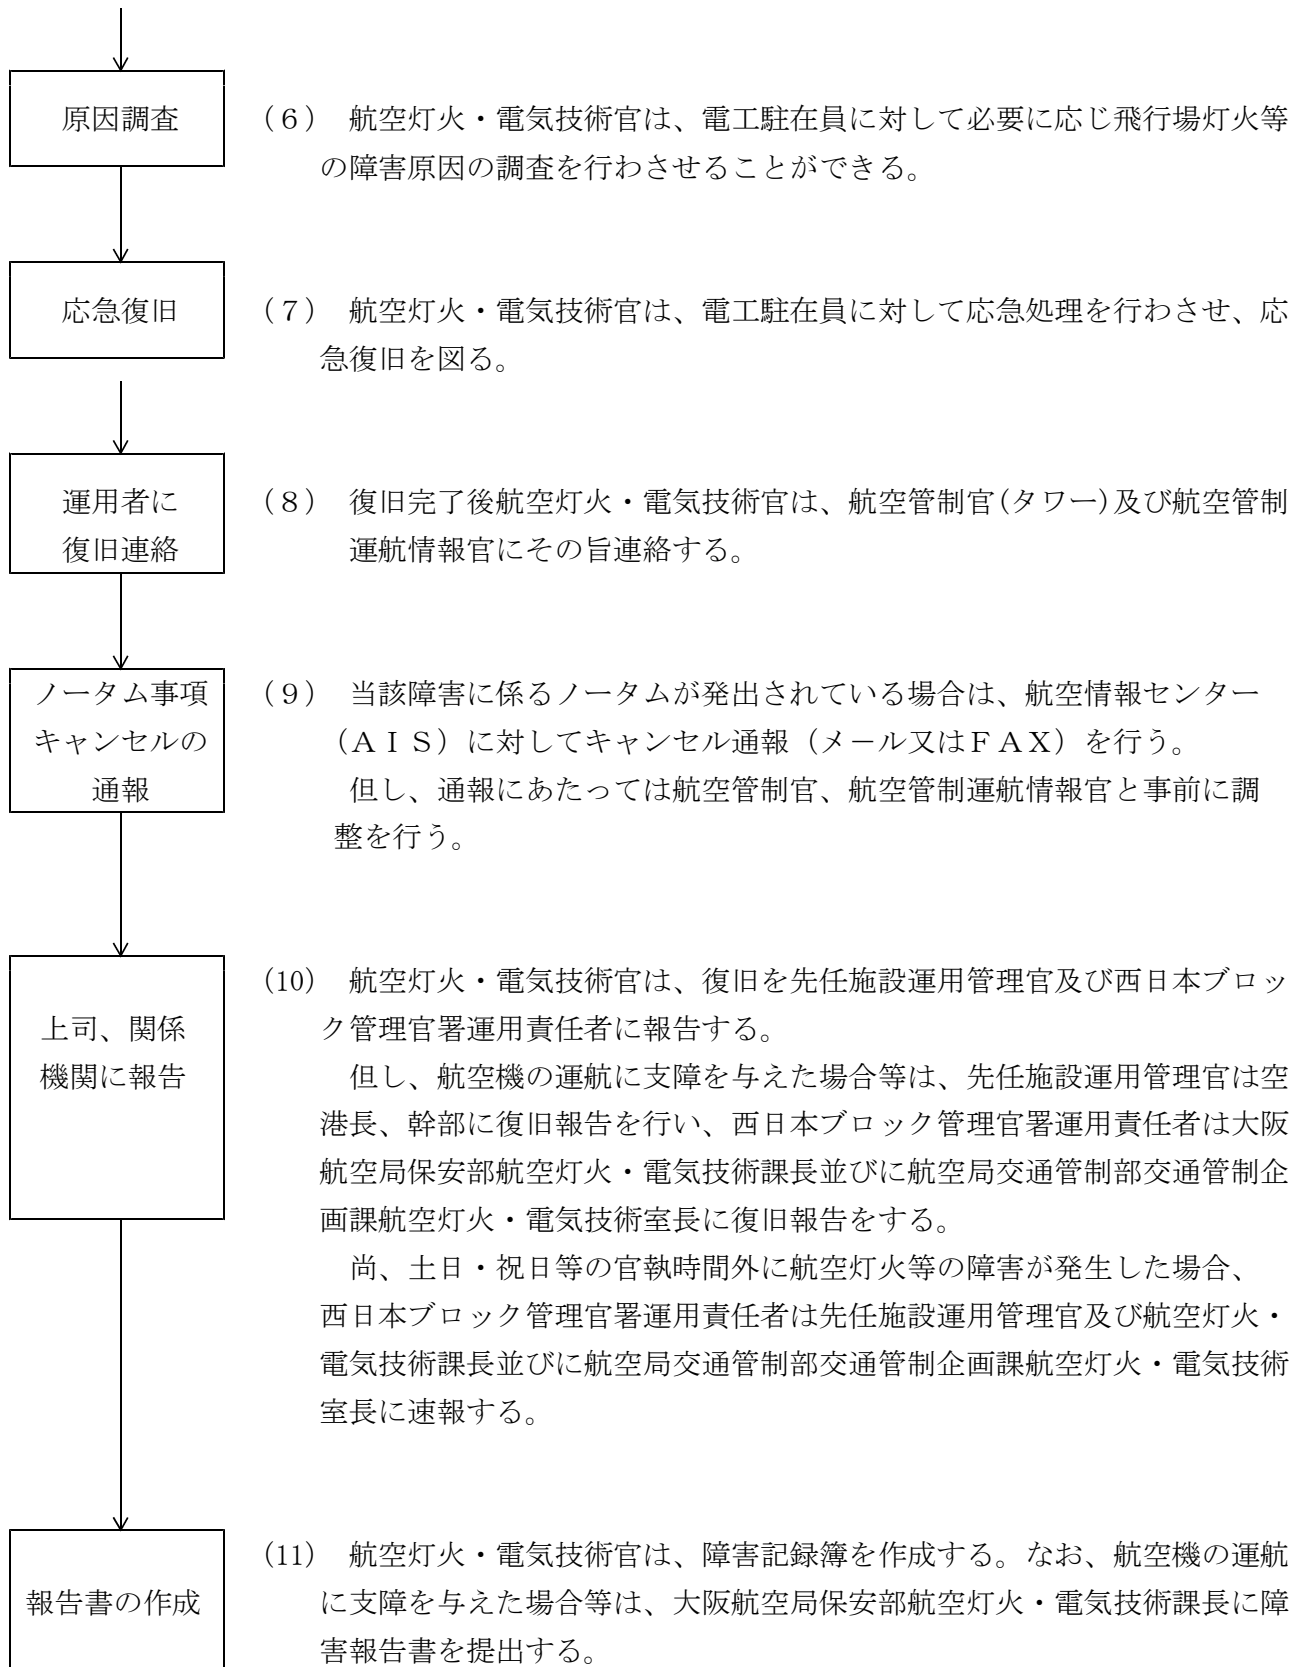 原因調査
(6) 航空灯火・電気技術官は、電工駐在員に対して必要に応じ飛行場灯火等
の障害原因の調査を行わさせることができる。
応急復旧
(7) 航空灯火・電気技術官は、電工駐在員に対して応急処理を行わさせ、応
急復旧を図る。
運用者に
復旧連絡
(8) 復旧完了後航空灯火・電気技術官は、航空管制官(タワー)及び航空管制
運航情報官にその旨連絡する。
ノータム事項
キャンセルの
通報
(9) 当該障害に係るノータムが発出されている場合は、航空情報センター
(AIS)に対してキャンセル通報(メール又はFAX)を行う。
但し、通報にあたっては航空管制官、航空管制運航情報官と事前に調
整を行う。
上司、関係
機関に報告
(10) 航空灯火・電気技術官は、復旧を先任施設運用管理官及び西日本ブロッ
ク管理官署運用責任者に報告する。
但し、航空機の運航に支障を与えた場合等は、先任施設運用管理官は空
港長、幹部に復旧報告を行い、西日本ブロック管理官署運用責任者は大阪
航空局保安部航空灯火・電気技術課長並びに航空局交通管制部交通管制企
画課航空灯火・電気技術室長に復旧報告をする。
尚、土日・祝日等の官執時間外に航空灯火等の障害が発生した場合、
西日本ブロック管理官署運用責任者は先任施設運用管理官及び航空灯火・
電気技術課長並びに航空局交通管制部交通管制企画課航空灯火・電気技術
室長に速報する。
報告書の作成
(11) 航空灯火・電気技術官は、障害記録簿を作成する。なお、航空機の運航
に支障を与えた場合等は、大阪航空局保安部航空灯火・電気技術課長に障
害報告書を提出する。